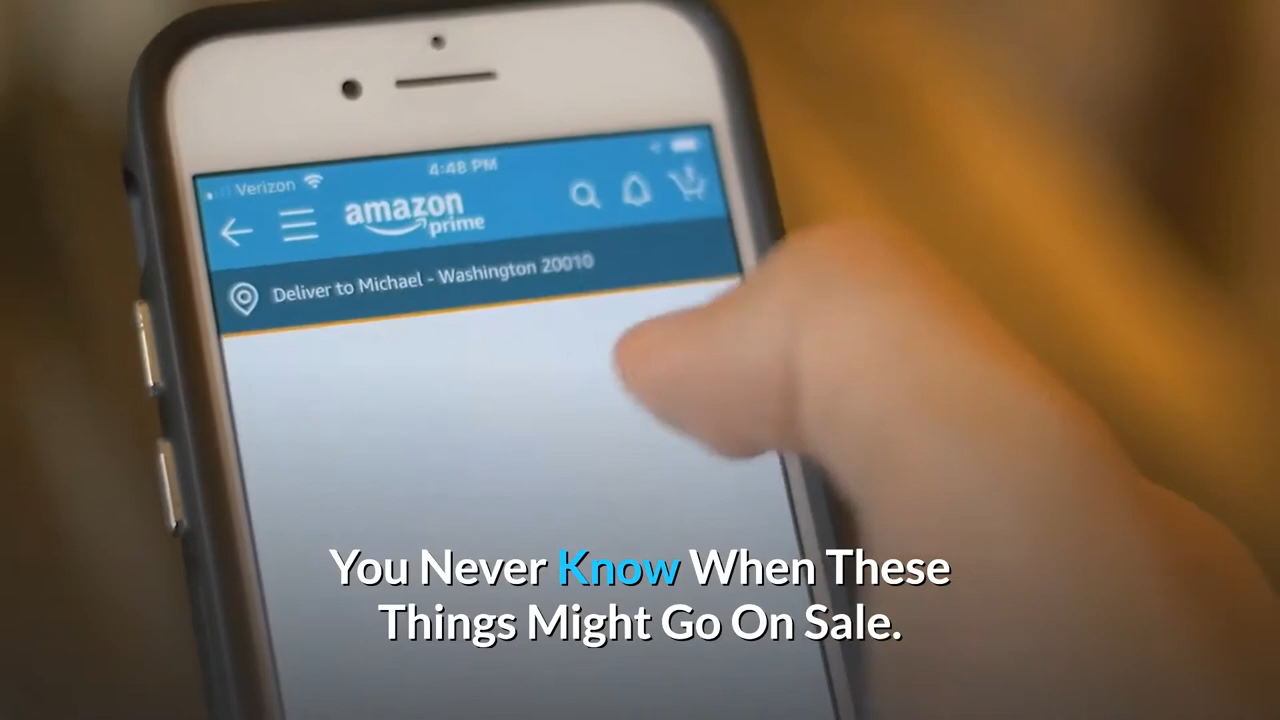 4:48 PM
Verizon
amazon
prime
Deliver to Michael - Washington 20010
You Never Know When These
Things Might Go On Sale.